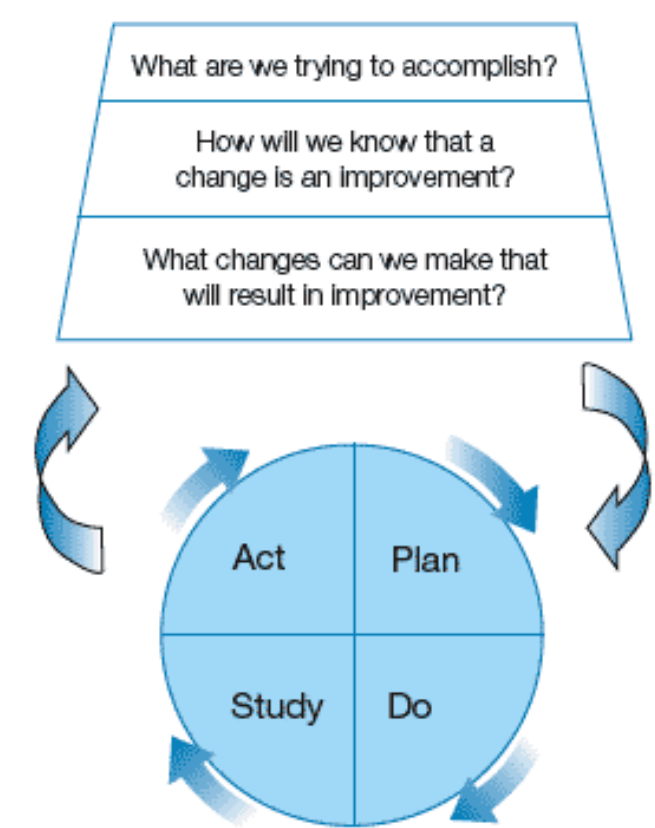 What are we trying to accomplish?
How will we know that a
change is an improvement?
What changes can we make that
will result in improvement?
Act
Plan
Study
Do